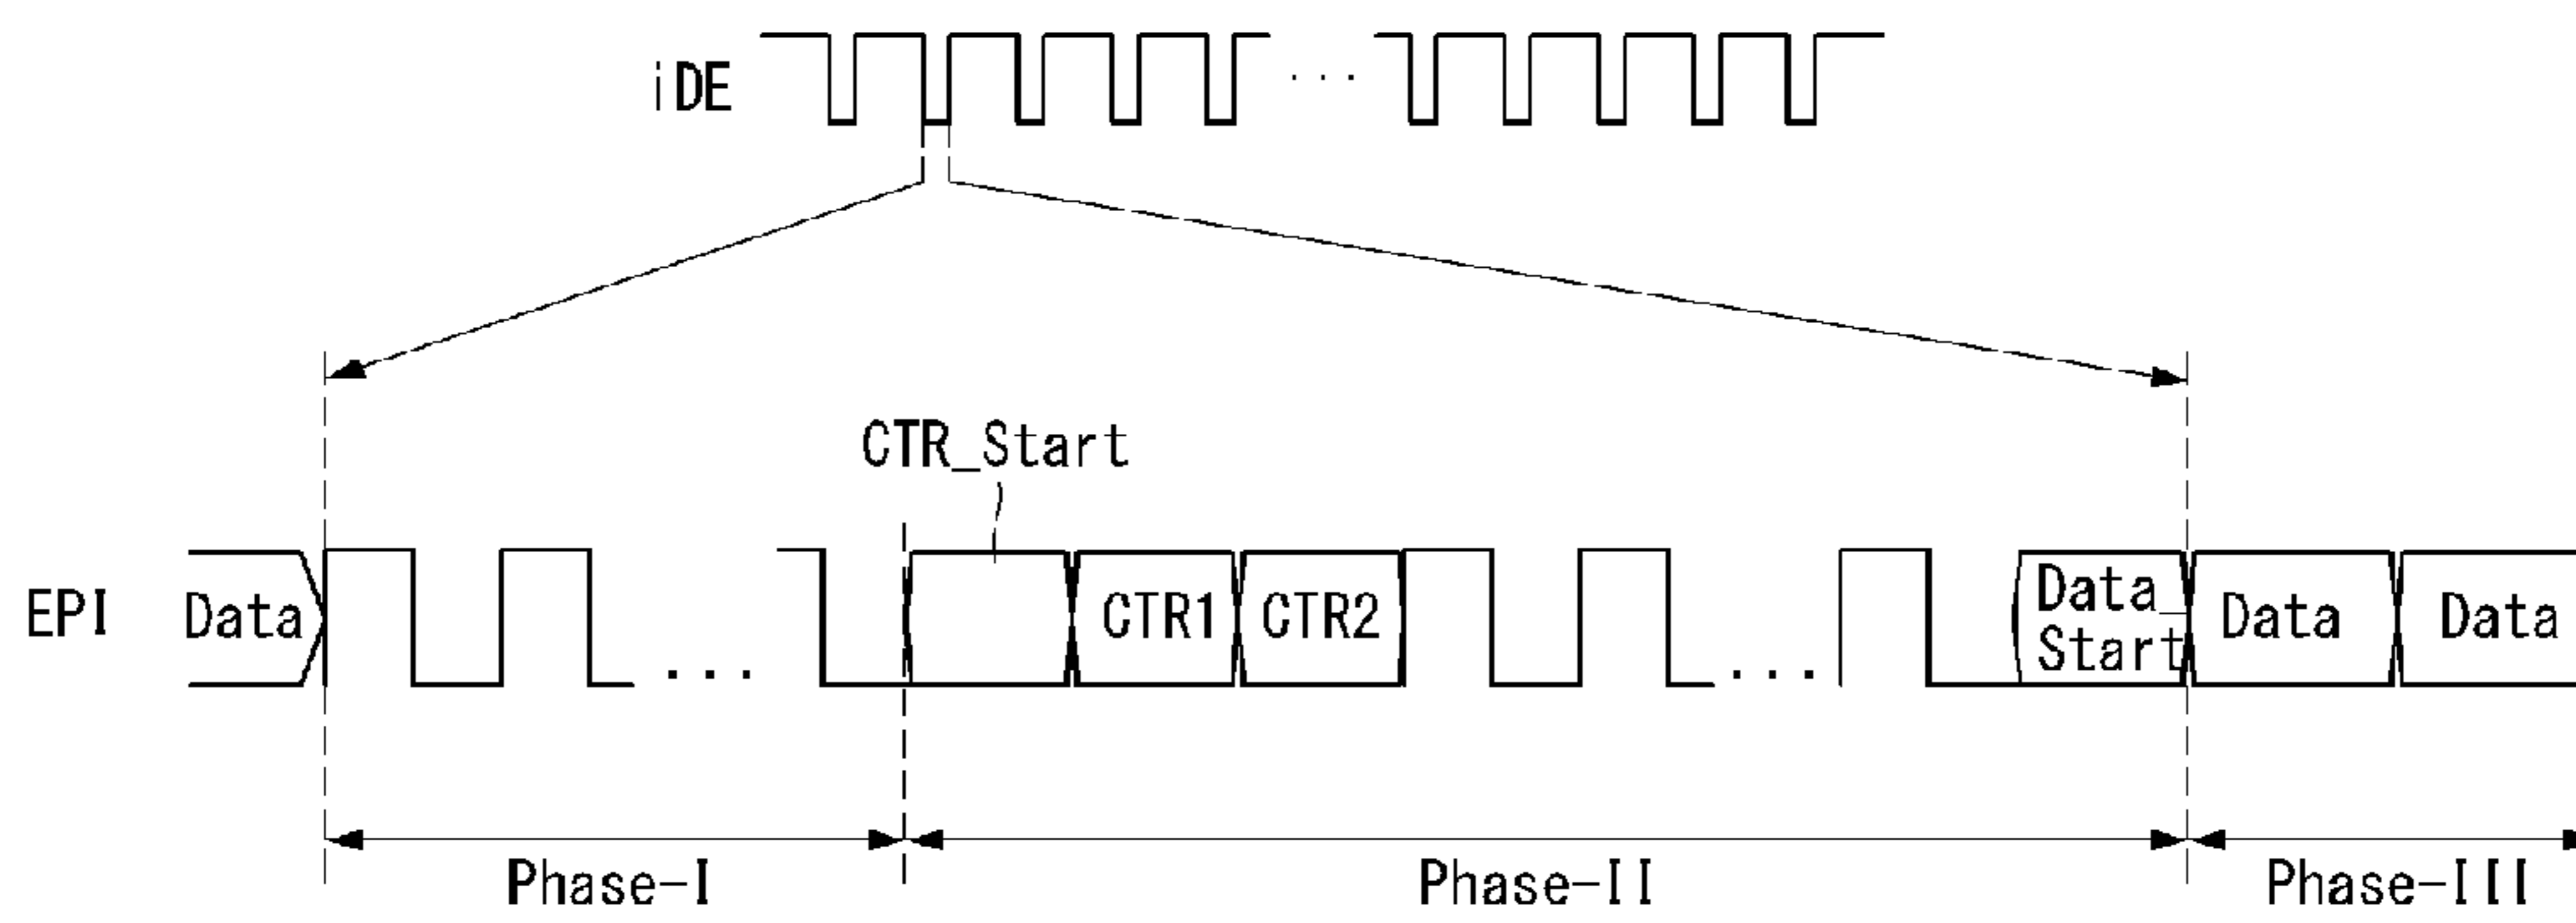 iDE
...
CTR_Start
EPI
Data
...
CTR1
CTR2
...
Data_
Start
Data
Data
Phase-I
Phase-II
Phase-III